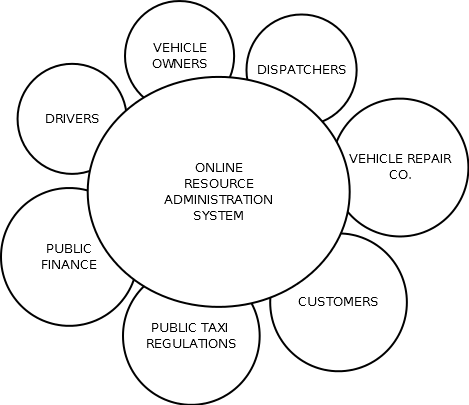 VEHICLE
OWNERS
DISPATCHERS
DRIVERS
VEHICLE REPAIR
CO.
ONLINE
RESOURCE
ADMINISTRATION
SYSTEM
PUBLIC
FINANCE
CUSTOMERS
PUBLIC TAXI
REGULATIONS